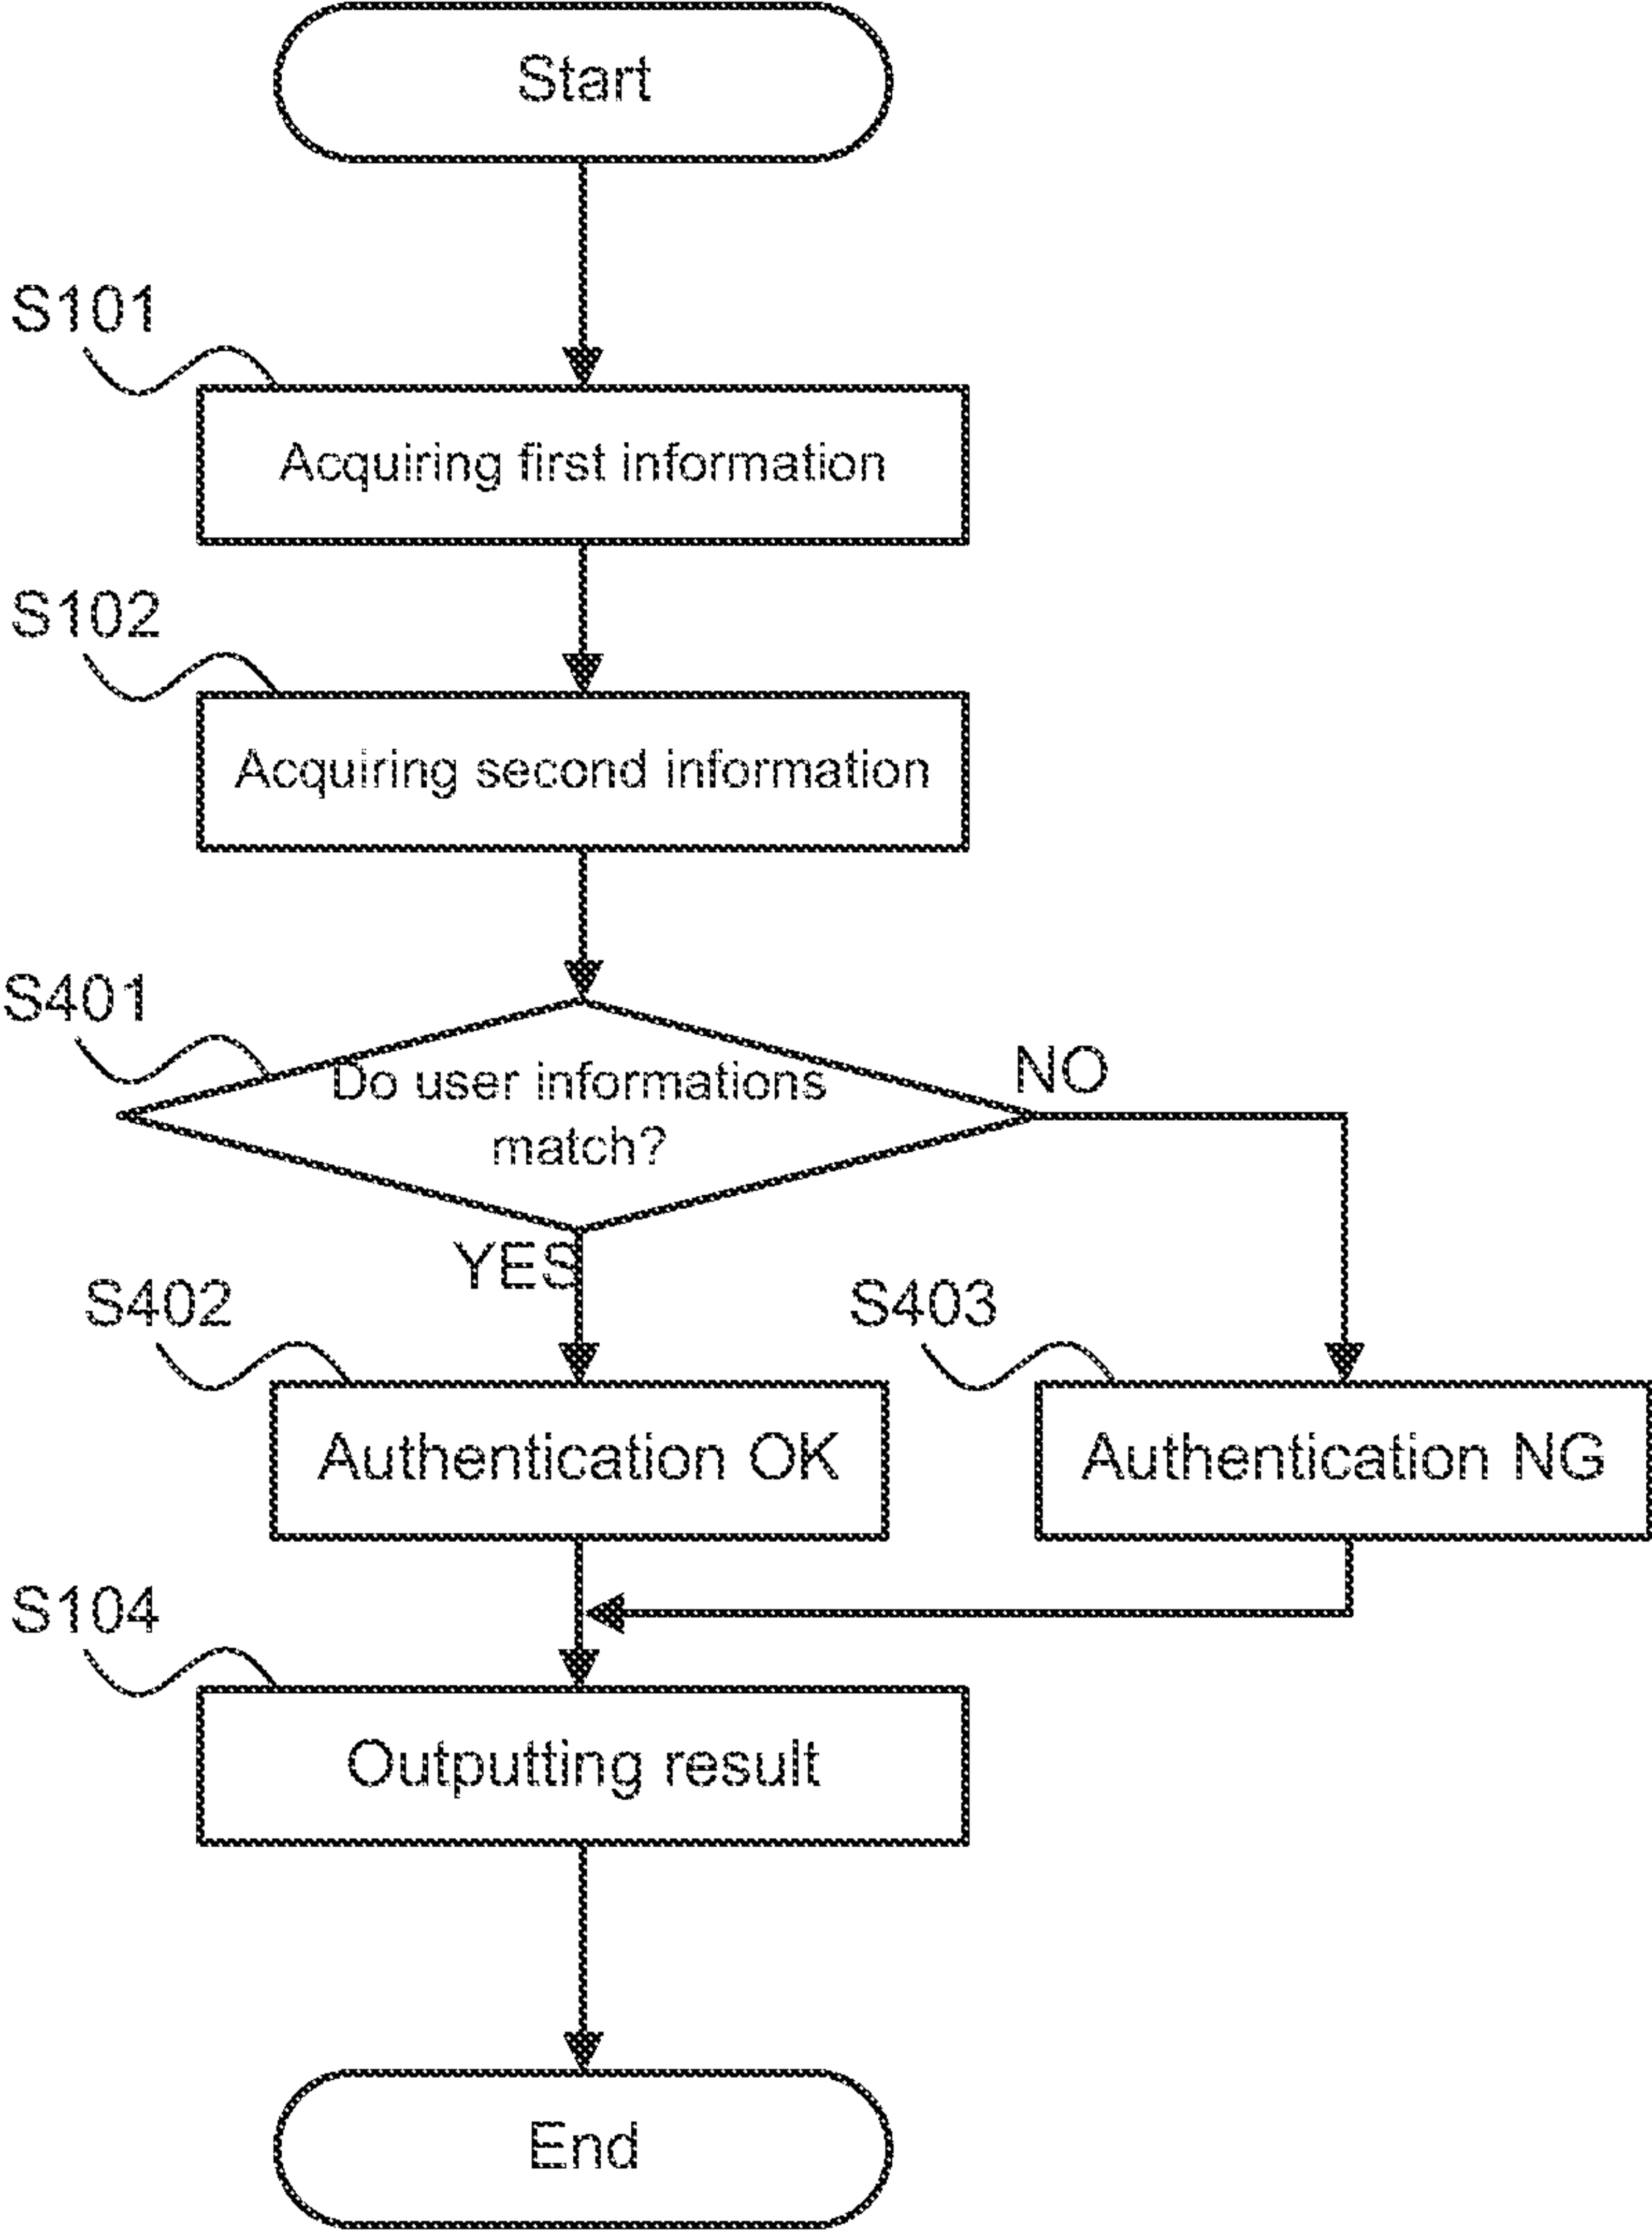 Start
S101
Acquiring first information
S102
Acquiring second information
S401
Do user informations
match?
NO
YES
S402
S403
Authentication OK
Authentication NG
S104
Outputting result
End